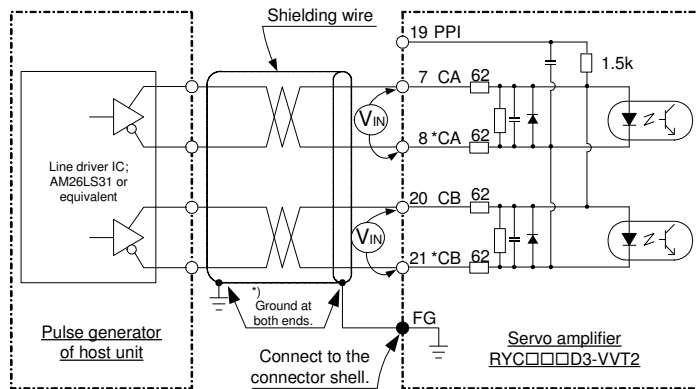 Shielding wire
19 PPI
1.5k
7 CA 62
VIN
8 *CA 62
Line driver IC;
AM26LS31 or
equivalent
20 CB 62
VIN
21 *CB 62
*)
Ground at
both ends.
FG
Pulse generator
of host unit
Connect to the
connector shell.
Servo amplifier
RYC□□□D3-VVT2